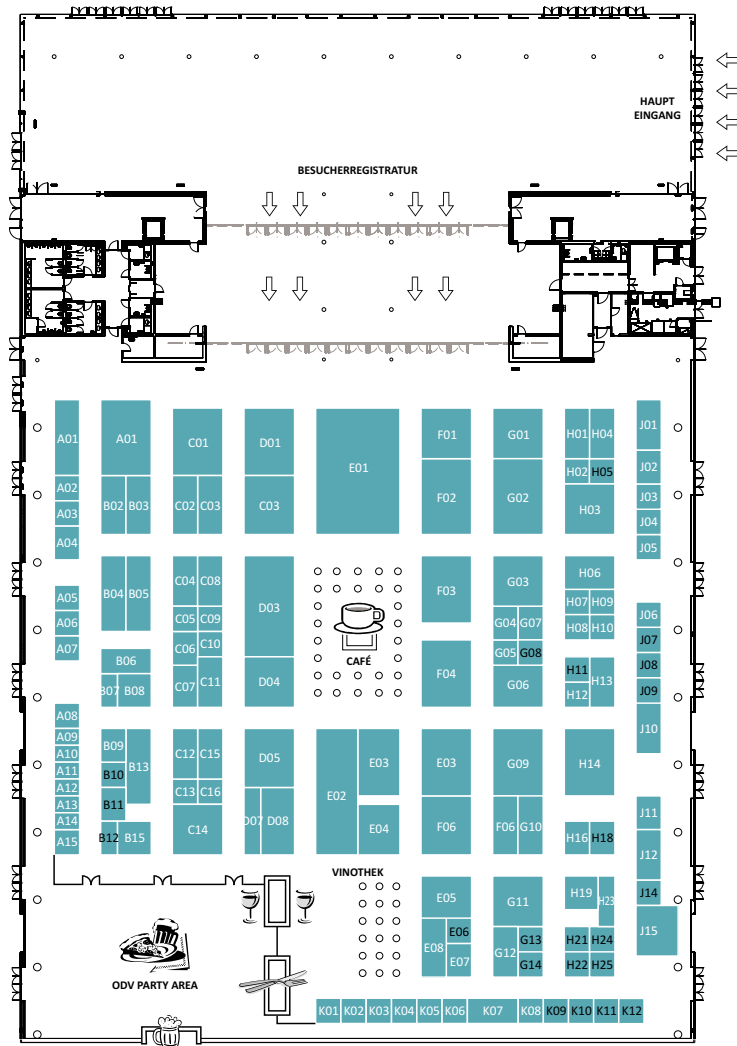 HAUPT
EINGANG
BESUCHERREGISTRATUR
A01
A01
C01
D01
E01
F01
G01
H01
H04
J01
A02
A03
A04
B02
B03
C02
C03
C03
F02
G02
H02
H05
H03
J02
J03
J04
J05
A05
A06
A07
B04
B05
B06
B07
B08
C04
C08
C05
C09
C06
C10
C07
C11
D03
D04
CAFÉ
F03
F04
G03
G04
G07
G05
G08
G06
H06
H07
H09
H08
H10
H11
H12
H13
J06
J07
J08
J09
J10
A08
A09
A10
A11
A12
A13
A14
A15
B09
B10
B11
B12
B13
B15
C12
C15
C13
C16
C14
D05
D07
D08
E02
E03
E04
E03
F06
G09
F06
G10
H14
H16
H18
J11
J12
J14
J15
VINOTHEK
E05
E06
E08
E07
G11
G12
G13
G14
H19
H23
H21
H24
H22
H25
ODV PARTY AREA
K01
K02
K03
K04
K05
K06
K07
K08
K09
K10
K11
K12